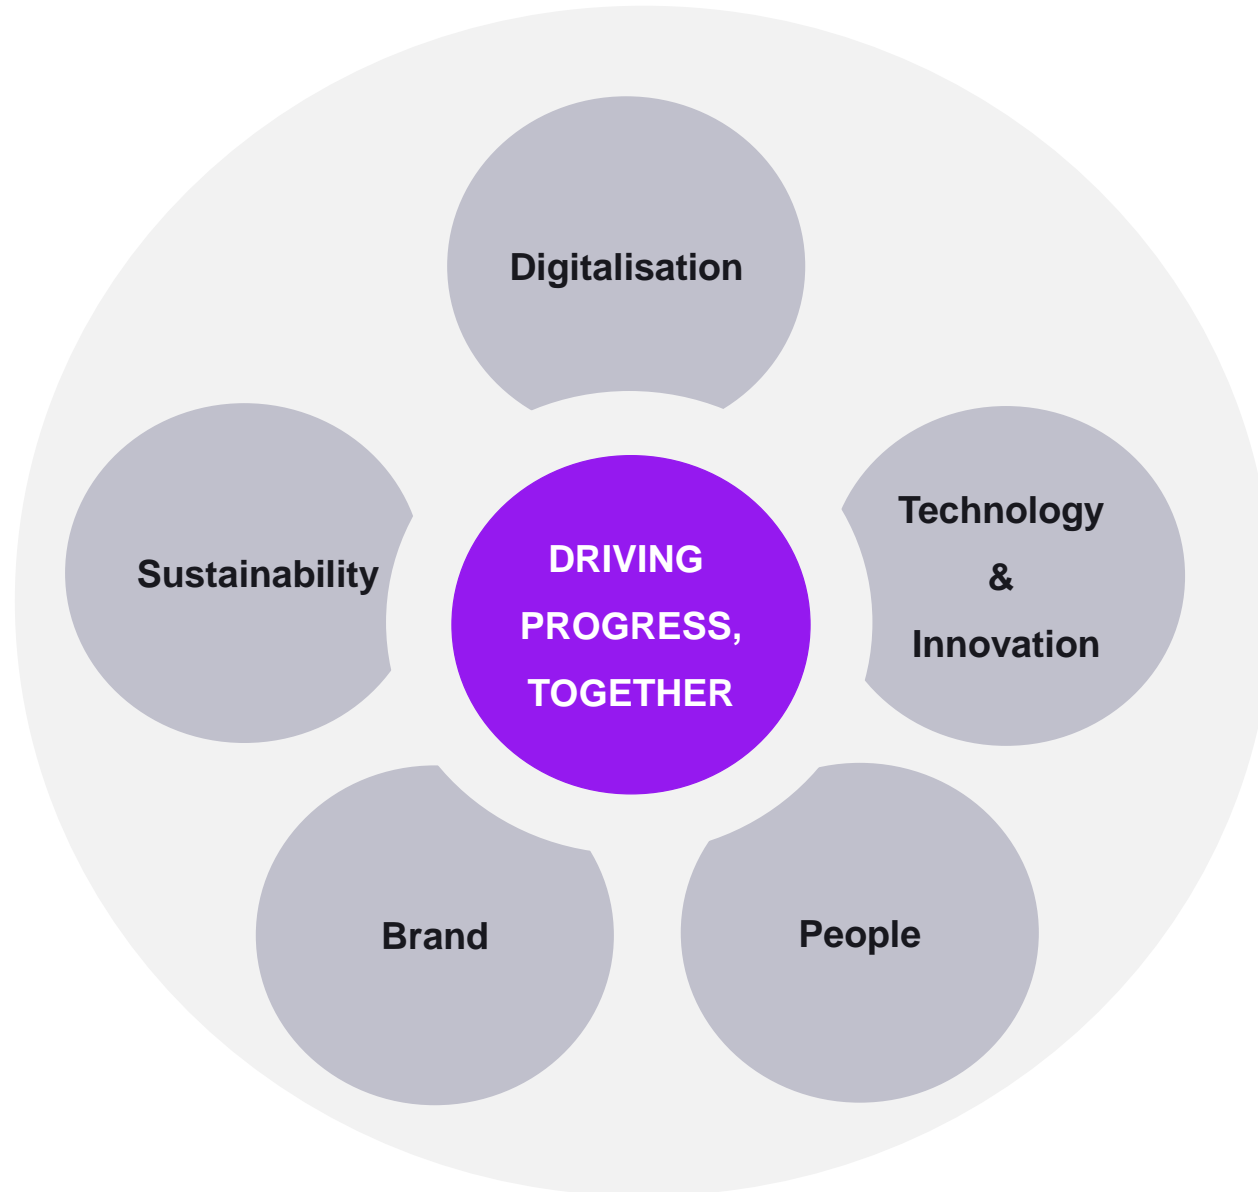 Digitalisation
Technology
&
Innovation
Sustainability
DRIVING
PROGRESS,
TOGETHER
Brand
People